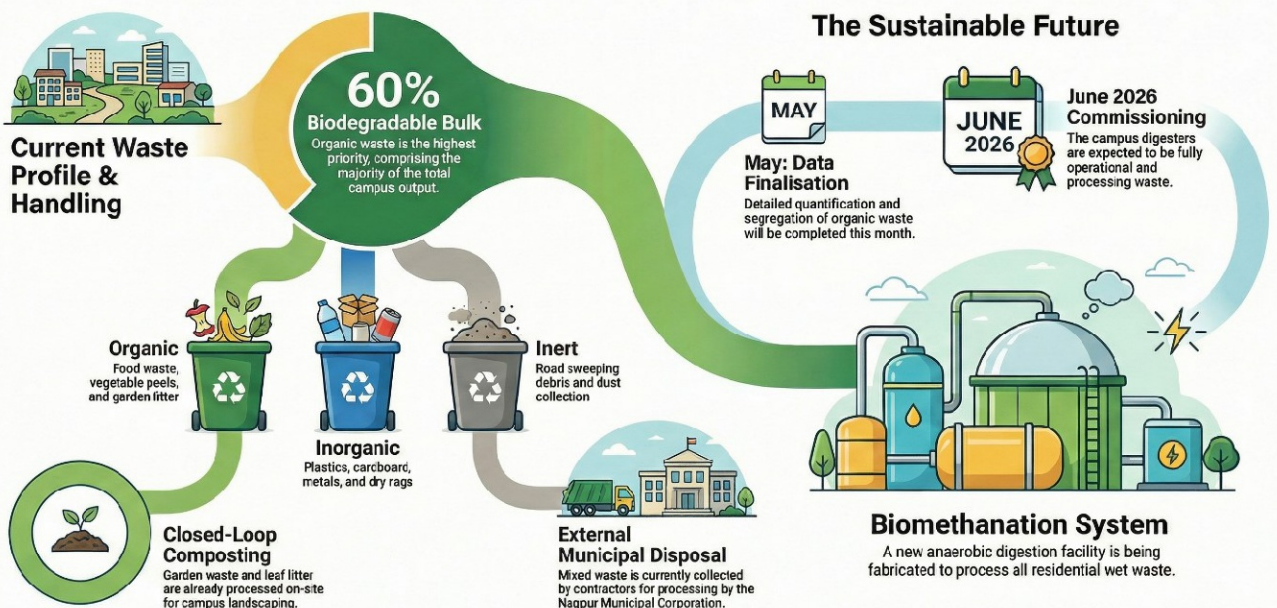 The Sustainable Future
Current Waste
Profile &
Handling
60%
Biodegradable Bulk
Organic waste is the highest
priority, comprising the
majority of the total
campus output.
MAY
May: Data
Finalisation
Detailed quantification and
segregation of organic waste
will be completed this month.
JUNE
2026
June 2026
Commissioning
The campus digesters
are expected to be fully
operational and
processing waste.
Organic
Food waste,
vegetable peels,
and garden litter
Inorganic
Plastics, cardboard,
metals, and dry rags
Inert
Road sweeping
debris and dust
collection
Closed-Loop
Composting
Garden waste and leaf litter
are already processed on-site
for campus landscaping.
External
Municipal Disposal
Mixed waste is currently collected
by contractors for processing by the
Nagpur Municipal Corporation.
Biomethanation System
A new anaerobic digestion facility is being
fabricated to process all residential wet waste.